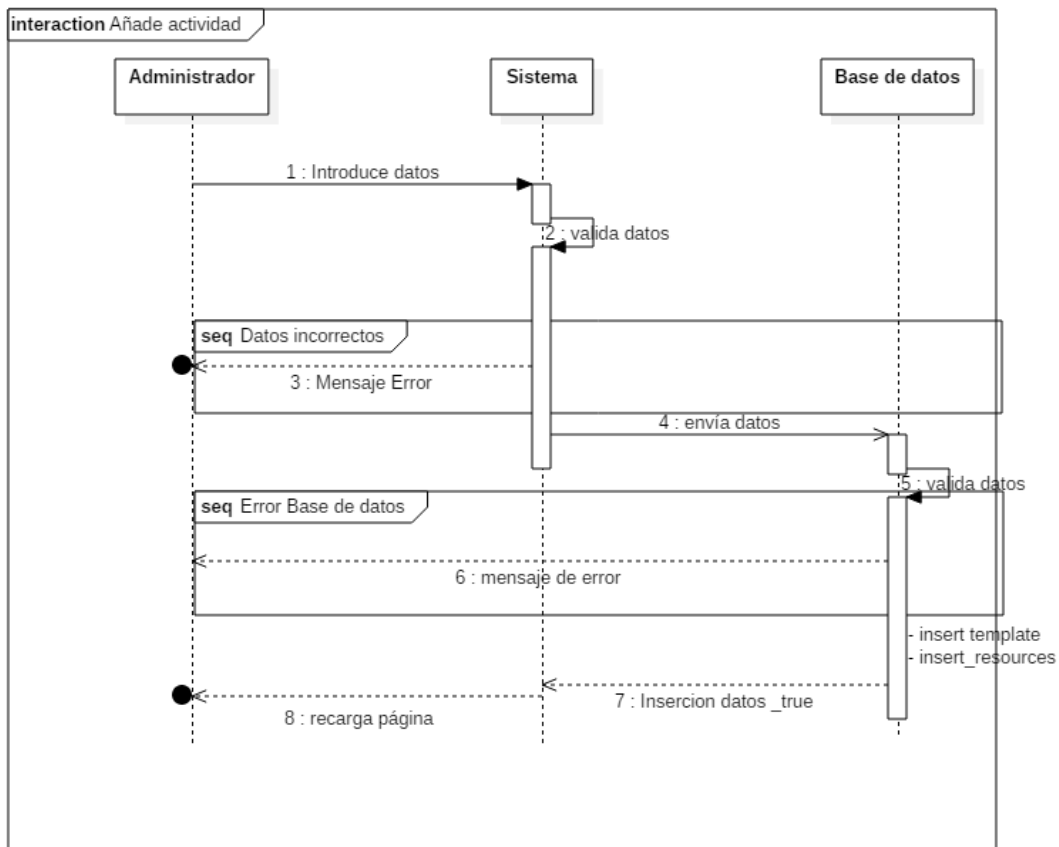 interaction Añade actividad
Administrador
Sistema
Base de datos
1 : Introduce datos
2 : valida datos
seq Datos incorrectos
3 : Mensaje Error
4 : envía datos
5 : valida datos
seq Error Base de datos
6 : mensaje de error
- insert template
- insert_resources
7 : Insercion datos _true
8 : recarga página